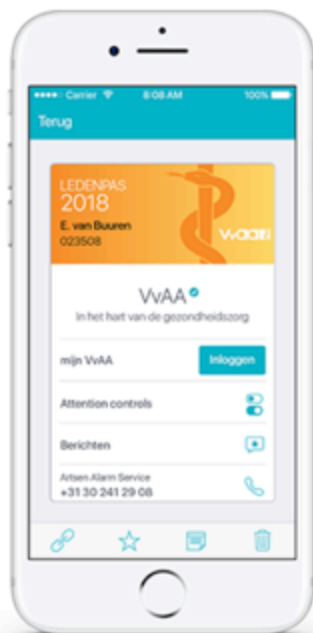 Carrier 8:08 AM 100%
Terug
LEDENPAS
2018
E. van Buuren
023508
VvAA
VvAA
In het hart van de gezondheidszorg
mijn VvAA
Inloggen
Attention controls
Berichten
Artsen Alarm Service
+31 30 241 29 08